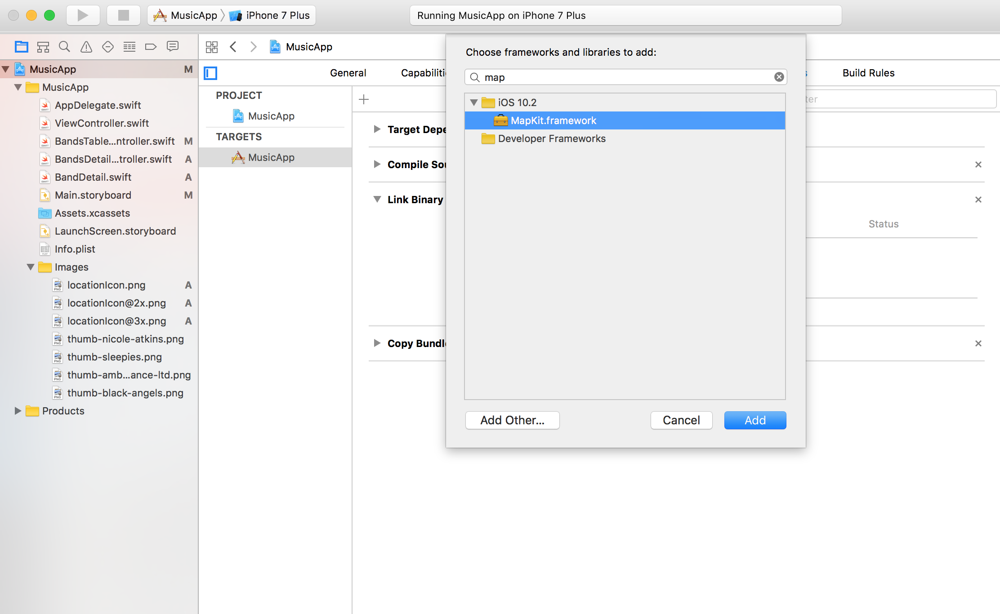 MusicApp
iPhone 7 Plus
Running MusicApp on iPhone 7 Plus
MusicApp
Choose frameworks and libraries to add:
MusicApp M
General
Capabiliti
map
Build Rules
MusicApp
AppDelegate.swift
ViewController.swift
BandsTable...ntroller.swift M
BandsDetail...troller.swift A
BandDetail.swift A
Main.storyboard M
Assets.xcassets
LaunchScreen.storyboard
Info.plist
Images
locationIcon.png A
locationIcon@2x.png A
locationIcon@3x.png A
thumb-nicole-atkins.png
thumb-sleepies.png
thumb-amb...ance-ltd.png
thumb-black-angels.png
Products
PROJECT
MusicApp
TARGETS
MusicApp
Target Depe
Compile Sou
Link Binary
Status
Copy Bundle
iOS 10.2
MapKit.framework
Developer Frameworks
Add Other...
Cancel
Add